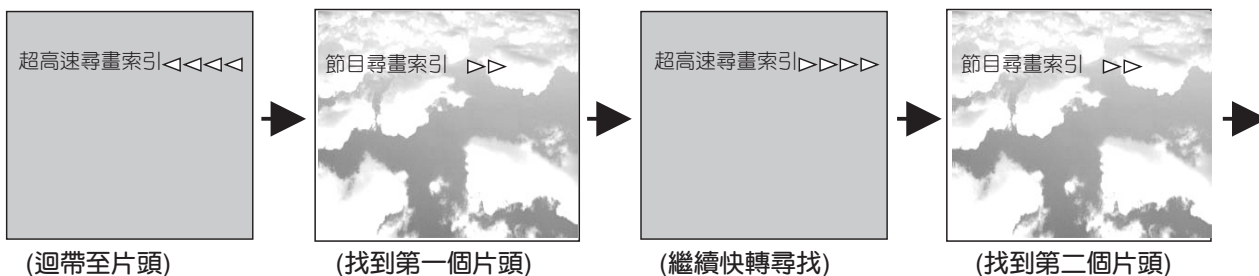 超高速尋畫索引◁◁◁◁
節目尋畫索引 ▷▷
超高速尋畫索引▷▷▷▷
節目尋畫索引 ▷▷
(迴帶至片頭)
(找到第一個片頭)
(繼續快轉尋找)
(找到第二個片頭)